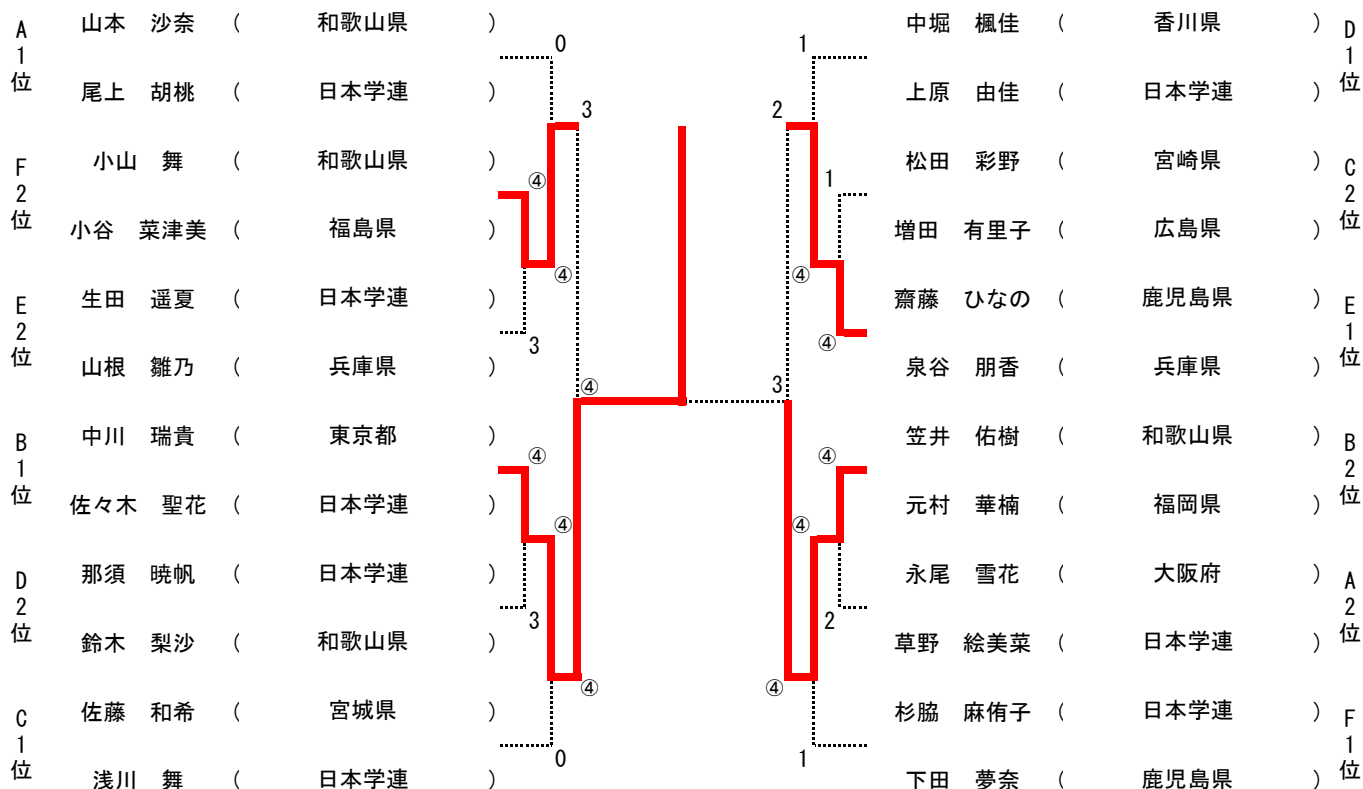 A1位
山本 沙奈 ( 和歌山県 )
尾上 胡桃 ( 日本学連 )
F2位
小山 舞 ( 和歌山県 )
小谷 菜津美 ( 福島県 )
E2位
生田 遥夏 ( 日本学連 )
山根 雛乃 ( 兵庫県 )
B1位
中川 瑞貴 ( 東京都 )
佐々木 聖花 ( 日本学連 )
D2位
那須 暁帆 ( 日本学連 )
鈴木 梨沙 ( 和歌山県 )
C1位
佐藤 和希 ( 宮城県 )
浅川 舞 ( 日本学連 )
0
3
④
④
3
④
④
④
3
④
0
1
2
1
④
④
3
④
④
2
④
1
中堀 楓佳 ( 香川県 )
上原 由佳 ( 日本学連 )
D1位
松田 彩野 ( 宮崎県 )
増田 有里子 ( 広島県 )
C2位
齋藤 ひなの ( 鹿児島県 )
泉谷 朋香 ( 兵庫県 )
E1位
笠井 佑樹 ( 和歌山県 )
元村 華楠 ( 福岡県 )
B2位
永尾 雪花 ( 大阪府 )
草野 絵美菜 ( 日本学連 )
A2位
杉脇 麻侑子 ( 日本学連 )
下田 夢奈 ( 鹿児島県 )
F1位